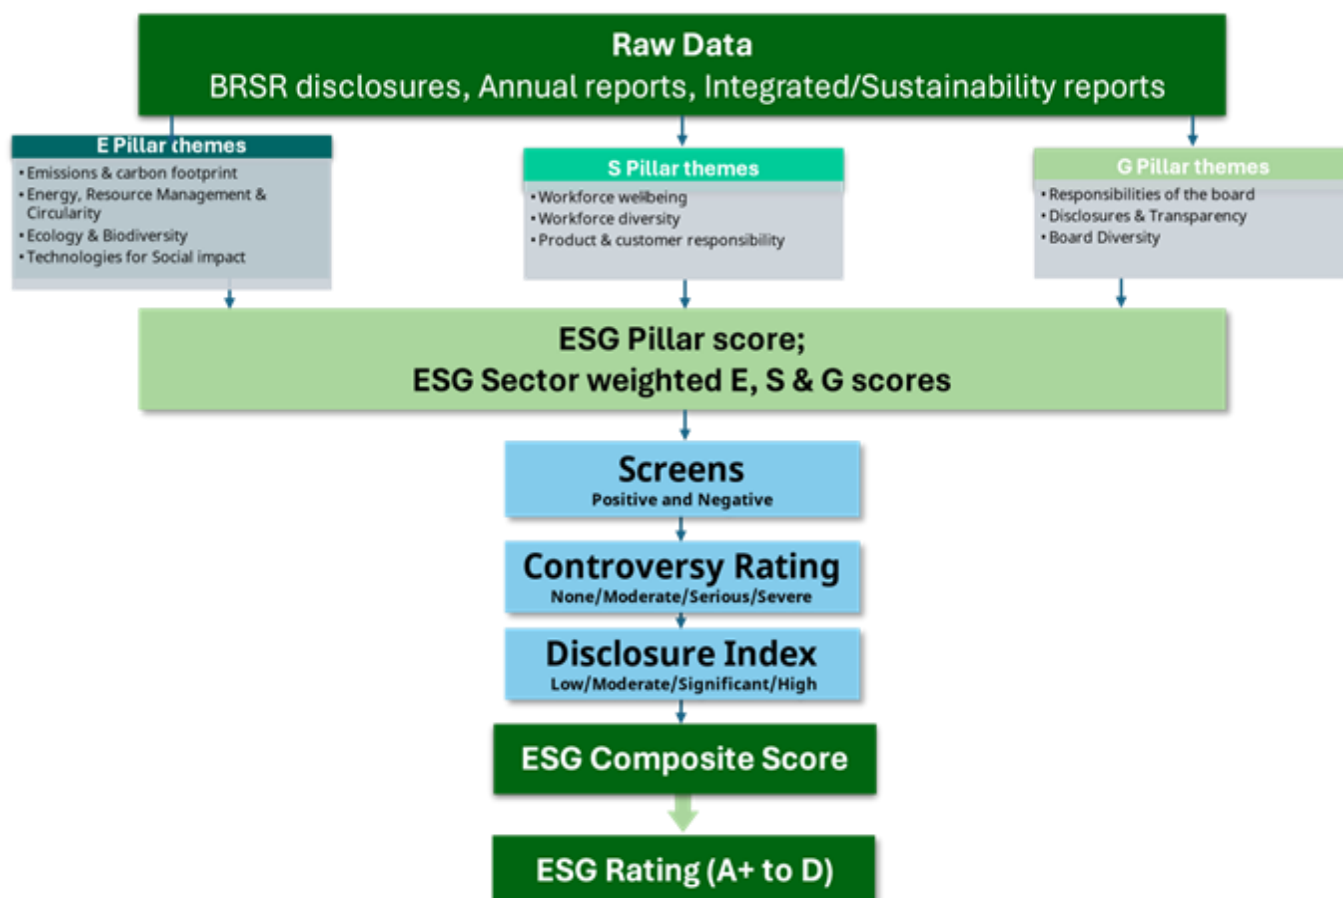 Raw Data
BRSR disclosures, Annual reports, Integrated/Sustainability reports
E Pillar themes
• Emissions & carbon footprint
• Energy, Resource Management &
Circularity
• Ecology & Biodiversity
• Technologies for Social impact
S Pillar themes
• Workforce wellbeing
• Workforce diversity
• Product & customer responsibility
G Pillar themes
• Responsibilities of the board
• Disclosures & Transparency
• Board Diversity
ESG Pillar score;
ESG Sector weighted E, S & G scores
Screens
Positive and Negative
Controversy Rating
None/Moderate/Serious/Severe
Disclosure Index
Low/Moderate/Significant/High
ESG Composite Score
ESG Rating (A+ to D)